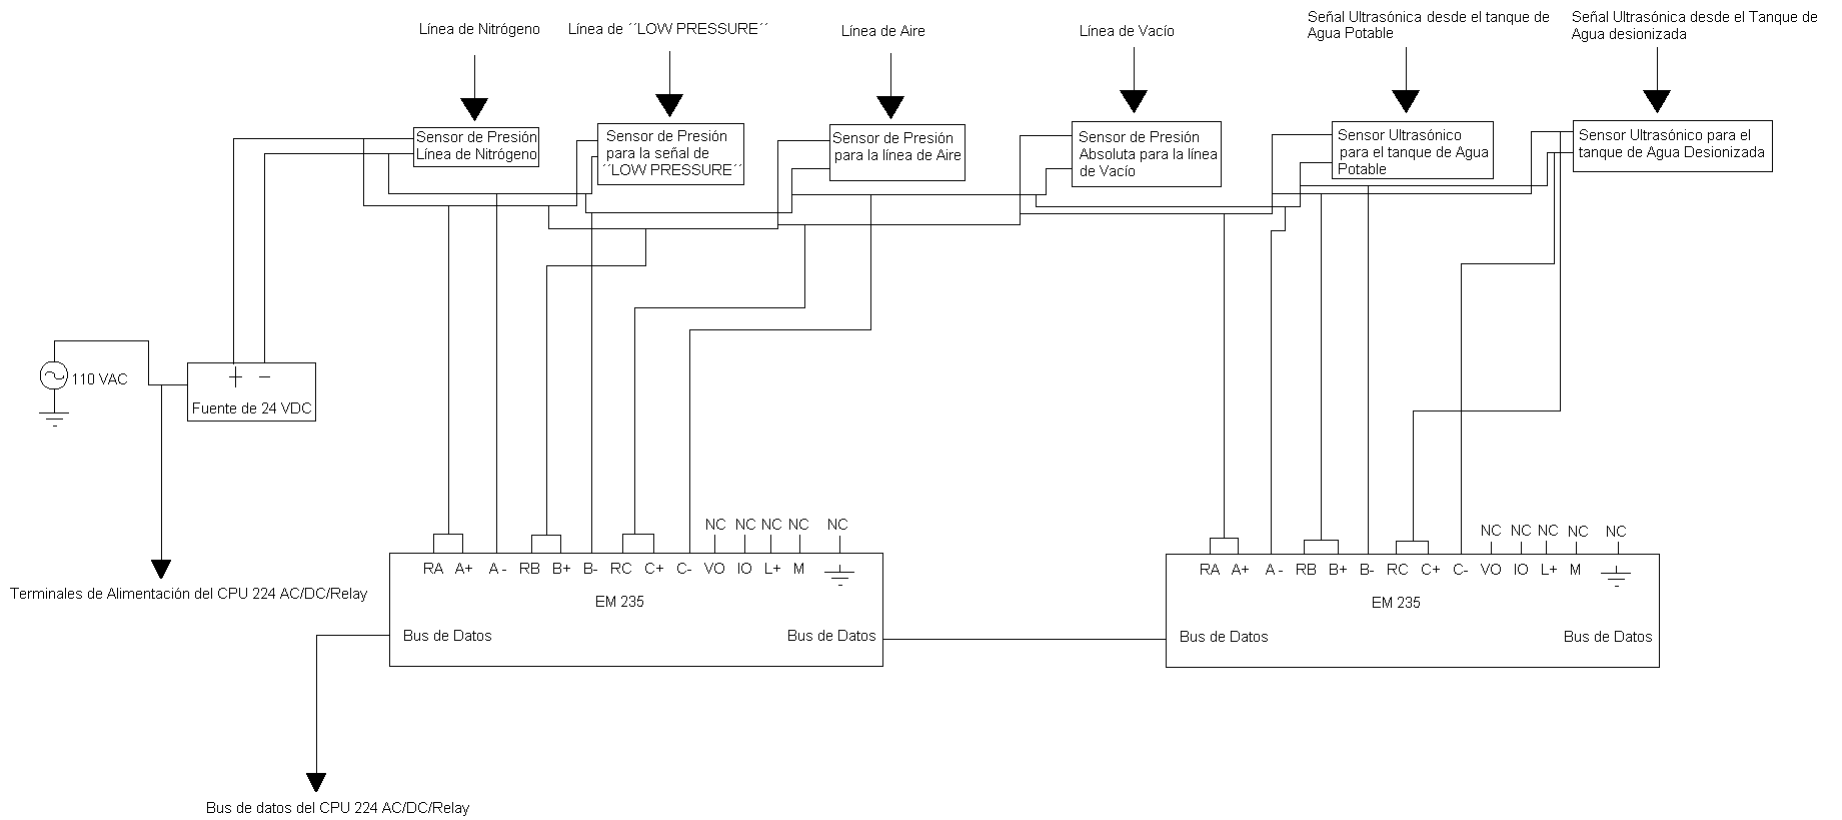 Línea de Nitrógeno
Línea de ´´LOW PRESSURE´´
Línea de Aire
Línea de Vacío
Señal Ultrasónica desde el tanque de
Agua Potable
Señal Ultrasónica desde el Tanque de
Agua desionizada
Sensor de Presión
Línea de Nitrógeno
Sensor de Presión
para la señal de
´´LOW PRESSURE´´
Sensor de Presión
para la línea de Aire
Sensor de Presión
Absoluta para la línea
de Vacío
Sensor Ultrasónico
para el tanque de Agua
Potable
Sensor Ultrasónico para el
tanque de Agua Desionizada
110 VAC
+ −
Fuente de 24 VDC
Terminales de Alimentación del CPU 224 AC/DC/Relay
NC NC NC NC NC
RA A+ A - RB B+ B- RC C+ C- VO IO L+ M
EM 235
Bus de Datos
Bus de Datos
NC NC NC NC NC
RA A+ A - RB B+ B- RC C+ C- VO IO L+ M
EM 235
Bus de Datos
Bus de Datos
Bus de datos del CPU 224 AC/DC/Relay